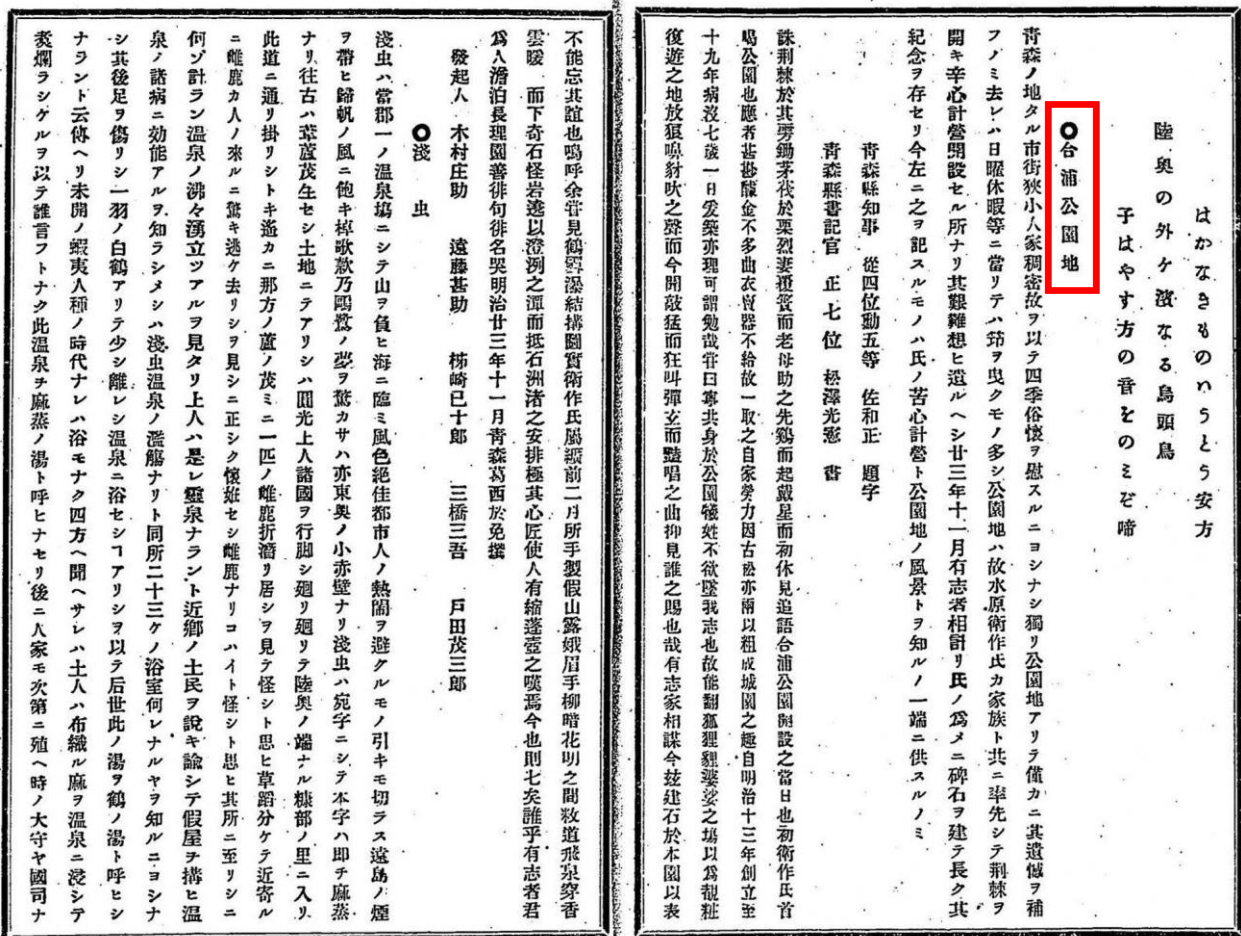 はかなきものゝうとう安方
陸奥の外ケ濱なる烏頭鳥
子はやす方の音をのミぞ啼
○合浦公園地
青森ノ地タル市街狹小人家稠密故ヲ以テ四季俗懷ヲ慰スルニヨシナシ獨リ公園地アリテ僅カニ其遺憾ヲ補
フノミ去レハ日曜休暇等ニ當リテハ筇ヲ曳クモノ多シ公園地ハ故水原衛作氏カ家族ト共ニ率先シテ荆棘ヲ
開キ辛心計營開設セル所ナリ其艱難想ヒ遣ルヘシ廿三年十一月有志者相計リ氏ノ爲メニ碑石ヲ建テ長ク其
紀念ヲ存セリ今左ニ之ヲ記スルモノハ氏ノ苦心計營ト公園地ノ風景トヲ知ルノ一端ニ供スルノミ
青森縣知事 從四位勳五等 佐和正 題字
青森縣書記官 正七位 松澤光憲 書
誅荆棘於其旁鋤茅茷於栗烈妻擾簣而老母助之先鷄而起戴星而初休見追語合浦公園開設之當日也初衛作氏首
唱公園也應者甚尠醵金不多曲衣賣器不給故一取之自家勞力因古訟亦兩以粗成城園之趣自明治十三年創立至
十九年病沒七歲一日爰築亦現可謂勉哉甞曰寧共身於公園犧姓不欲墜我志也故能翻狐狸貍婆娑之場以爲靚粧
復遊之地放狼嘷豺吠之聲而今開敲猛而狂叫彈玄而豔唱之曲抑見誰之賜也哉有志家相謀今玆建石於本園以表
不能忘其誼也嗚呼余甞見鶴 瀑結搆圖實衛作氏屬纊前二月所手製假山露娥眉手柳暗花明之間敉道飛泉穿香
雲暖 而下奇石怪岩遶以澄洌之潭而抵石洲渚之安排極其心匠使人有縮蓬壺之嘆焉今也則亡矣誰乎有志者君
爲人澹泊長理園善徘句徘名哭明治廿三年十一月青森葛西於免撰
發起人 木村庄助 遠藤甚助 柹崎已十郎 三橋三吾 戸田茂三郎
○淺虫
淺虫ハ當郡一ノ温泉塲ニシテ山ヲ負ヒ海ニ臨ミ風色絶佳都市人ノ熱閙ヲ避クルモノ引キモ切ラス遠島ノ煙
ヲ帶ヒ歸帆ノ風ニ飽キ棹歌欸乃鷗鷺ノ夢ヲ驚カサハ亦東奥ノ小赤壁ナリ淺虫ハ宛字ニシテ本字ハ即チ麻蒸
ナリ往古ハ葦蘆茂生セシ土地ニテアリシハ圓光上人諸國ヲ行脚シ廻リ廻リテ陸奥ノ端ナル糠部ノ里ニ入リ
此道ニ通リ掛リシトキ遙カニ那方ノ蘆ノ茂ミニ一匹ノ雌鹿折瀦リ居シヲ見テ怪シト思ヒ草蹈分ケテ近寄ル
ニ雌鹿カ人ノ來ルニ驚キ逃ケ去リシヲ見シニ正シク懷姙セシ雌鹿ナリコハイト怪シト思ヒ其所ニ至リシニ
何ゾ計ラン温泉ノ沸々湧立ツアルヲ見タリ上人ハ是レ靈泉ナラント近郷ノ土民ヲ説キ諭シテ假屋ヲ搆ヒ温
泉ノ諸病ニ効能アルヲ知ラシメシハ淺虫温泉ノ濫觴ナリト同所二十三ケノ浴室何レナルヤヲ知ルニヨシナ
シ其後足ヲ傷リシ一羽ノ白鶴アリテ少シ離レシ温泉ニ浴セシヿアリシヲ以テ后世此ノ湯ヲ鶴ノ湯ト呼ヒシ
ナラント云傳ヘリ未開ノ蝦夷人種ノ時代ナレハ浴モナク四方ヘ聞ヘサレハ土人ハ布織ル麻ヲ温泉ニ浸シテ
煑爛ラシケルヲ以テ誰言フトナク此温泉チ麻蒸ノ湯ト呼ヒナセリ後ニ人家モ次第ニ殖ヘ時ノ大守ヤ國司ナ